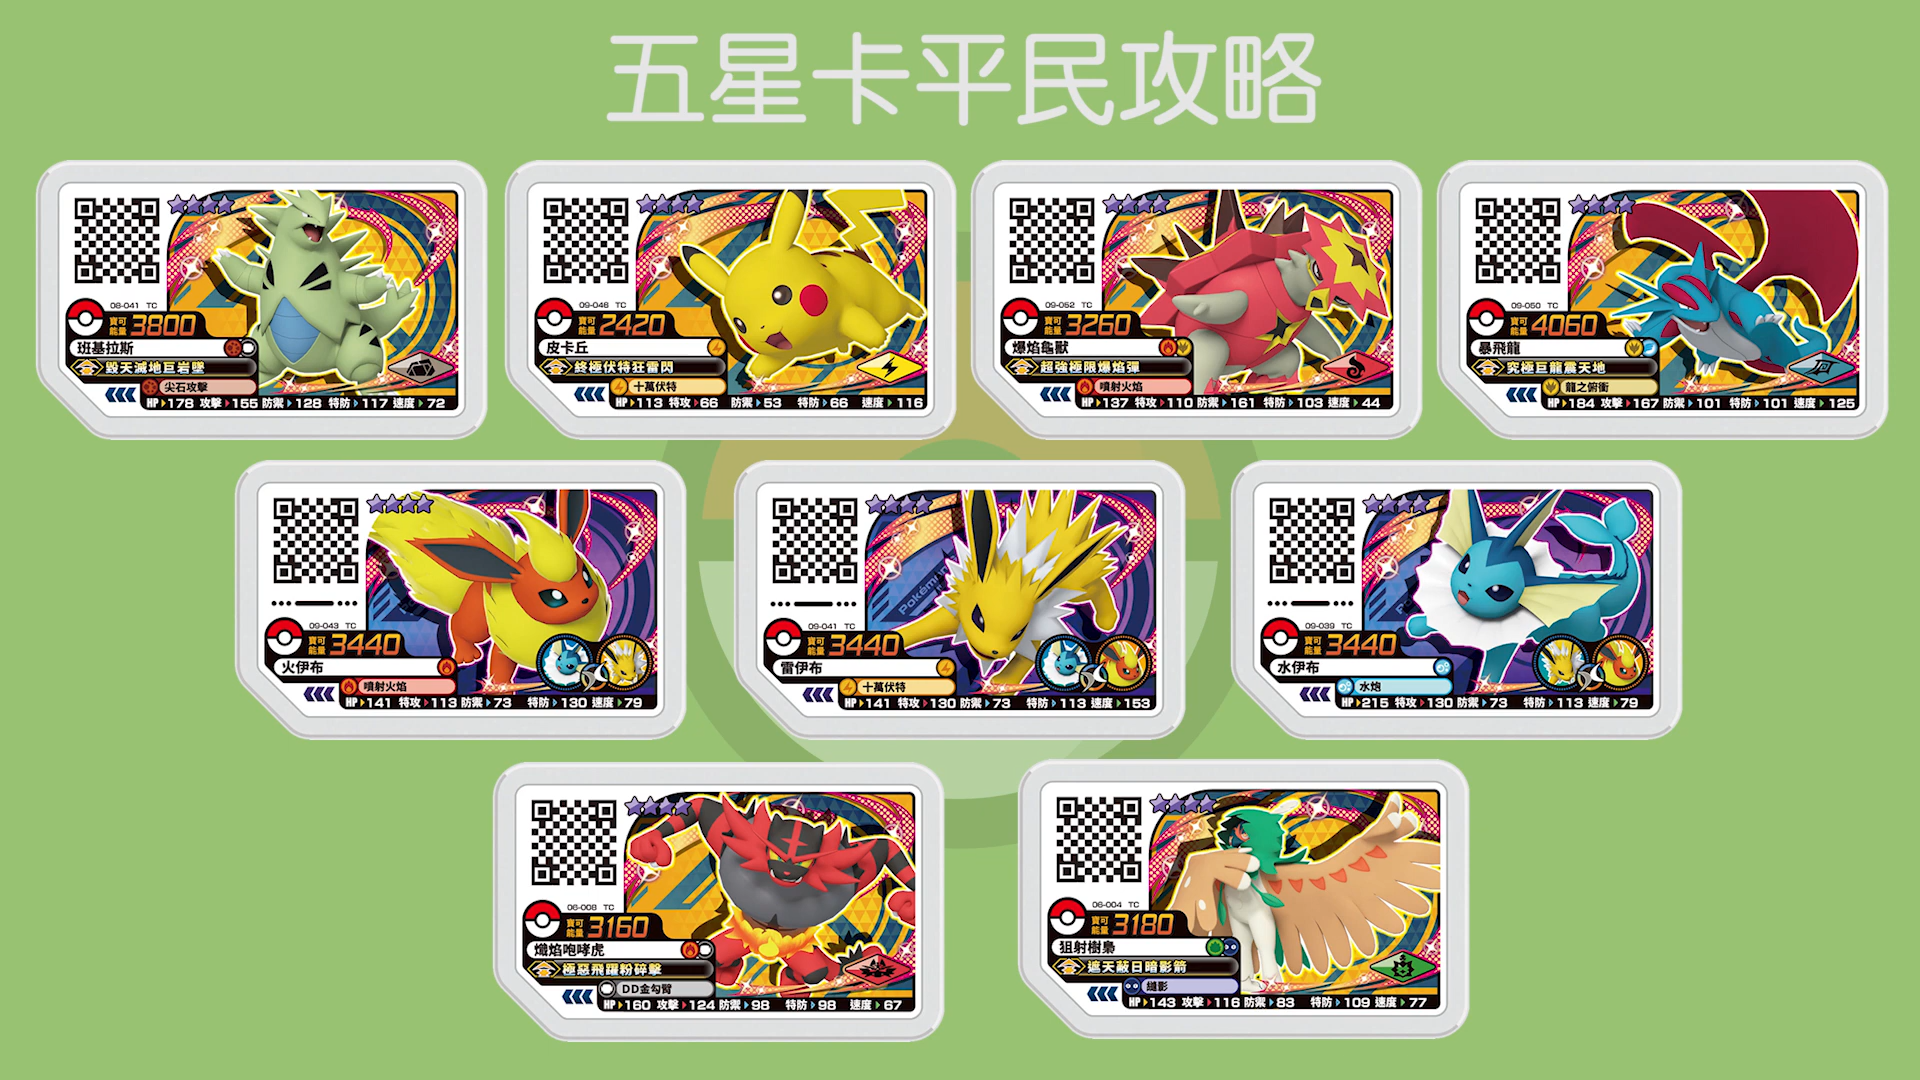 五星卡平民攻略
08-041 TC
寶可能量 3800
班基拉斯
毀天滅地巨岩墜
尖石攻擊
HP 178 攻擊 155 防禦 128 特防 117 速度 72
09-046 TC
寶可能量 2420
皮卡丘
終極伏特狂雷閃
十萬伏特
HP 113 特攻 66 防禦 53 特防 66 速度 116
09-052 TC
寶可能量 3260
爆焰龜獸
超強極限爆焰彈
噴射火焰
HP 137 特攻 110 防禦 161 特防 103 速度 44
09-050 TC
寶可能量 4060
暴飛龍
究極巨龍震天地
龍之俯衝
HP 184 攻擊 167 防禦 101 特防 101 速度 125
09-043 TC
寶可能量 3440
火伊布
噴射火焰
HP 141 特攻 113 防禦 73 特防 130 速度 79
Pokémon
09-041 TC
寶可能量 3440
雷伊布
十萬伏特
HP 141 特攻 130 防禦 73 特防 113 速度 153
09-039 TC
寶可能量 3440
水伊布
水炮
HP 215 特攻 130 防禦 73 特防 113 速度 79
06-008 TC
寶可能量 3160
熾焰咆哮虎
極惡飛躍粉碎擊
DD金勾臂
HP 160 攻擊 124 防禦 98 特防 98 速度 67
06-004 TC
寶可能量 3180
狙射樹梟
遮天蔽日暗影箭
縫影
HP 143 攻擊 116 防禦 83 特防 109 速度 77